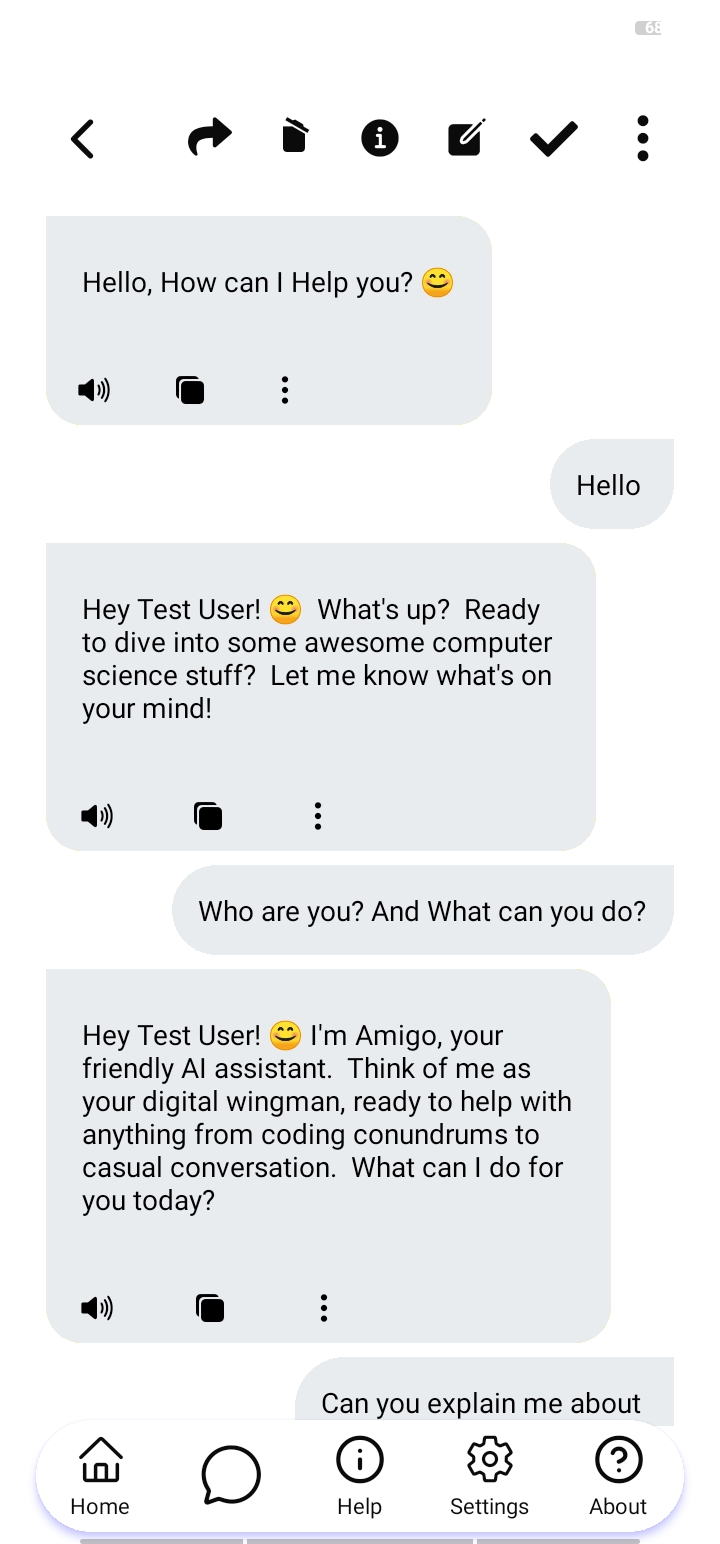 68
Hello, How can I Help you? 😊
Hello
Hey Test User! 😊  What's up?  Ready
to dive into some awesome computer
science stuff?  Let me know what's on
your mind!
Who are you? And What can you do?
Hey Test User! 😊 I'm Amigo, your
friendly AI assistant.  Think of me as
your digital wingman, ready to help with
anything from coding conundrums to
casual conversation.  What can I do for
you today?
Can you explain me about
Home
Help
Settings
About